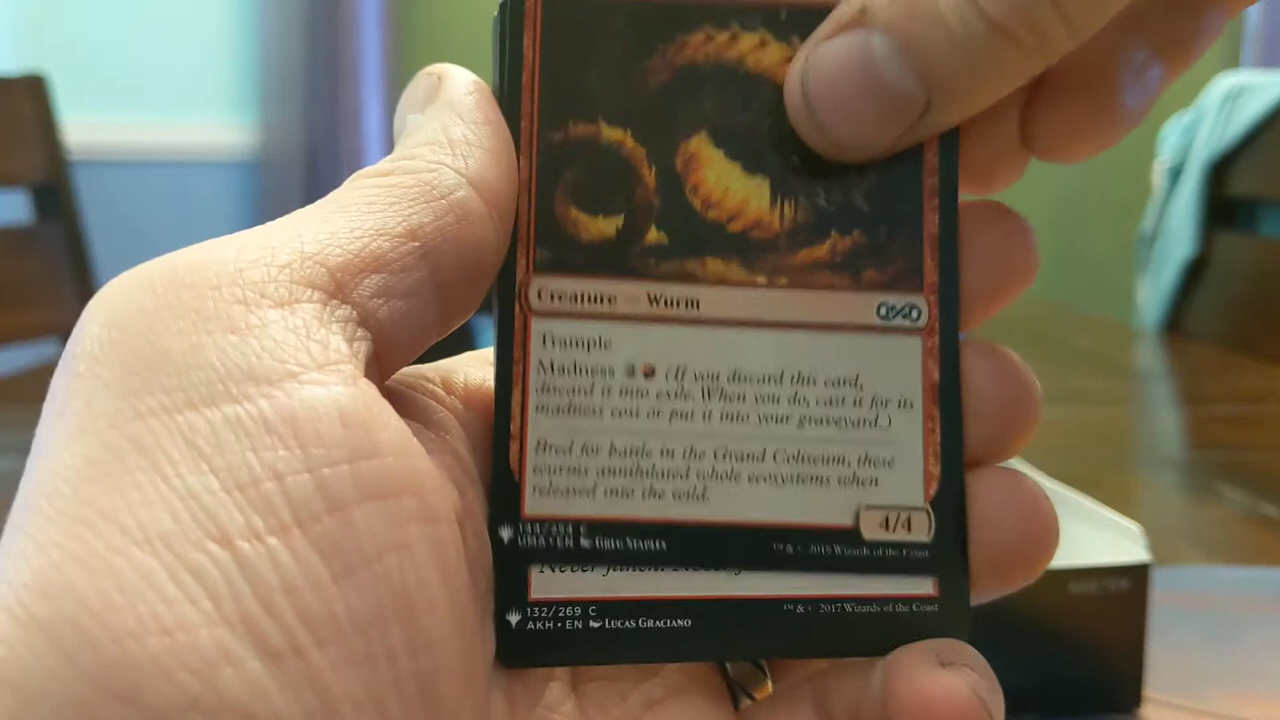 Creature — Wurm
Trample
Madness (If you discard this card,
discard it into exile. When you do, cast it for its
madness cost or put it into your graveyard.)
Bred for battle in the Grand Coliseum, these
wurms annihilated whole ecosystems when
released into the wild.
4/4
144/254 C
UMA • EN GREG STAPLES
™ & © 2018 Wizards of the Coast
Never
132/269 C
AKH • EN LUCAS GRACIANO
™ & © 2017 Wizards of the Coast